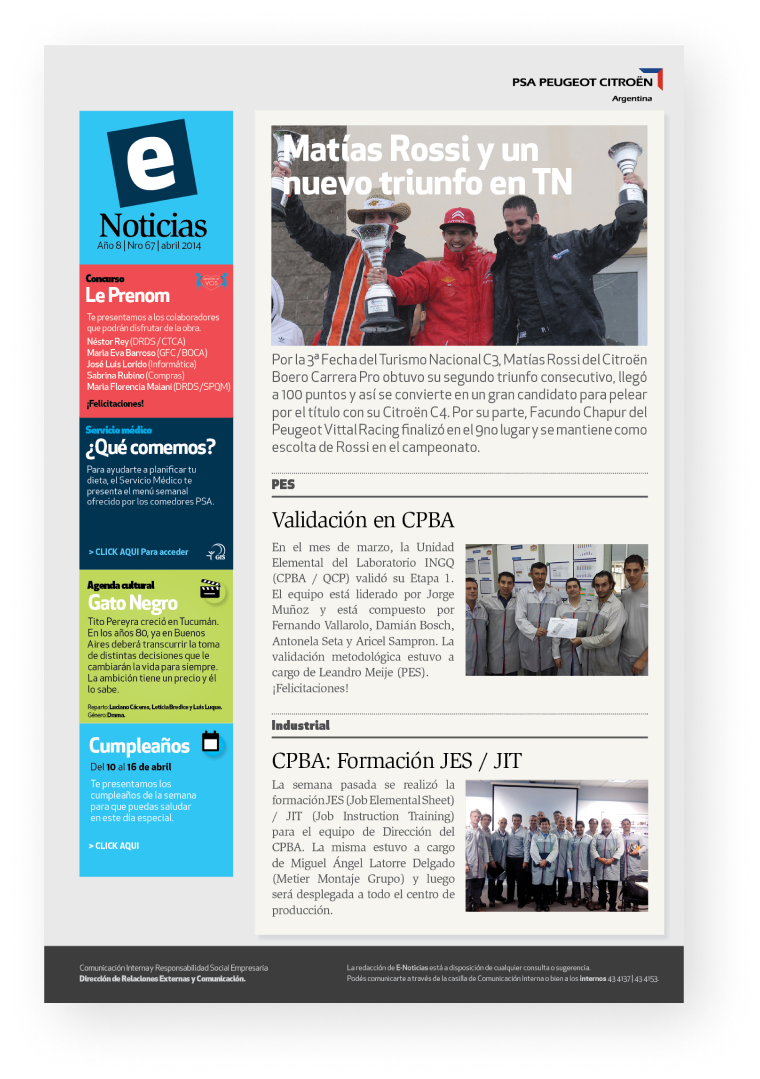 PSA PEUGEOT CITROËN
Argentina
e
Noticias
Año 8 | Nro 67 | abril 2014
Concurso
Le Prenom
Te presentamos a los colaboradores
que podrán disfrutar de la obra.
Néstor Rey (DRDS / CTCA)
Maria Eva Barroso (GFC / BOCA)
José Luis Lorido (Informática)
Sabrina Rubino (Compras)
Maria Florencia Maiani (DRDS /SPQM)
¡Felicitaciones!
Servicio médico
¿Qué comemos?
Para ayudarte a planificar tu
dieta, el Servicio Médico te
presenta el menú semanal
ofrecido por los comedores PSA.
> CLICK AQUI Para acceder
GIS
Agenda cultural
Gato Negro
Tito Pereyra creció en Tucumán.
En los años 80, ya en Buenos
Aires deberá transcurrir la toma
de distintas decisiones que le
cambiarán la vida para siempre.
La ambición tiene un precio y él
lo sabe.
Reparto: Luciano Cáceres, Leticia Bredice y Luis Luque.
Género: Drama.
Cumpleaños
Del 10 al 16 de abril
Te presentamos los
cumpleaños de la semana
para que puedas saludar
en este día especial.
> CLICK AQUI
Matías Rossi y un
nuevo triunfo en TN
CITROËN
Por la 3ª Fecha del Turismo Nacional C3, Matías Rossi del Citroën
Boero Carrera Pro obtuvo su segundo triunfo consecutivo, llegó
a 100 puntos y así se convierte en un gran candidato para pelear
por el título con su Citroën C4. Por su parte, Facundo Chapur del
Peugeot Vittal Racing finalizó en el 9no lugar y se mantiene como
escolta de Rossi en el campeonato.
PES
Validación en CPBA
En el mes de marzo, la Unidad
Elemental del Laboratorio INGQ
(CPBA / QCP) validó su Etapa 1.
El equipo está liderado por Jorge
Muñoz y está compuesto por
Fernando Vallarolo, Damián Bosch,
Antonela Seta y Aricel Sampron. La
validación metodológica estuvo a
cargo de Leandro Meije (PES).
¡Felicitaciones!
Industrial
CPBA: Formación JES / JIT
La semana pasada se realizó la
formación JES (Job Elemental Sheet)
/ JIT (Job Instruction Training)
para el equipo de Dirección del
CPBA. La misma estuvo a cargo
de Miguel Ángel Latorre Delgado
(Metier Montaje Grupo) y luego
será desplegada a todo el centro de
producción.
Comunicación Interna y Responsabilidad Social Empresaria
Dirección de Relaciones Externas y Comunicación.
La redacción de E-Noticias está a disposición de cualquier consulta o sugerencia.
Podés comunicarte a través de la casilla de Comunicación Interna o bien a los internos 43 4137 | 43 4153.